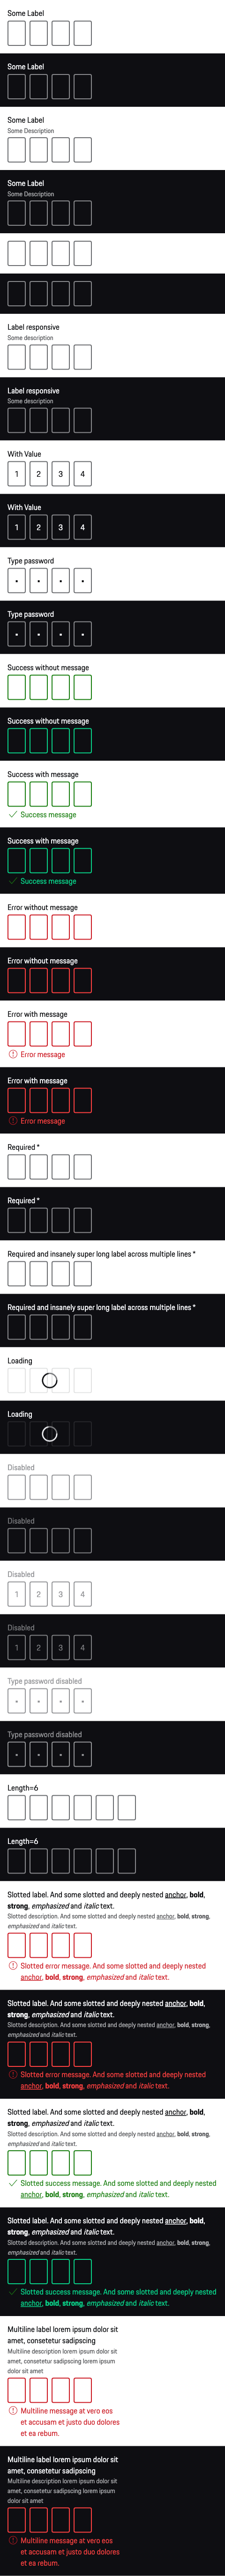 Some Label
Some Label
Some Label
Some Description
Some Label
Some Description
Label responsive
Some description
Label responsive
Some description
With Value
1 2 3 4
With Value
1 2 3 4
Type password
• • • •
Type password
• • • •
Success without message
Success without message
Success with message
Success message
Success with message
Success message
Error without message
Error without message
Error with message
Error message
Error with message
Error message
Required *
Required *
Required and insanely super long label across multiple lines *
Required and insanely super long label across multiple lines *
Loading
Loading
Disabled
Disabled
Disabled
1 2 3 4
Disabled
1 2 3 4
Type password disabled
• • • •
Type password disabled
• • • •
Length=6
Length=6
Slotted label. And some slotted and deeply nested anchor, bold,
strong, emphasized and italic text.
Slotted description. And some slotted and deeply nested anchor, bold, strong,
emphasized and italic text.
Slotted error message. And some slotted and deeply nested
anchor, bold, strong, emphasized and italic text.
Slotted label. And some slotted and deeply nested anchor, bold,
strong, emphasized and italic text.
Slotted description. And some slotted and deeply nested anchor, bold, strong,
emphasized and italic text.
Slotted error message. And some slotted and deeply nested
anchor, bold, strong, emphasized and italic text.
Slotted label. And some slotted and deeply nested anchor, bold,
strong, emphasized and italic text.
Slotted description. And some slotted and deeply nested anchor, bold, strong,
emphasized and italic text.
Slotted success message. And some slotted and deeply nested
anchor, bold, strong, emphasized and italic text.
Slotted label. And some slotted and deeply nested anchor, bold,
strong, emphasized and italic text.
Slotted description. And some slotted and deeply nested anchor, bold, strong,
emphasized and italic text.
Slotted success message. And some slotted and deeply nested
anchor, bold, strong, emphasized and italic text.
Multiline label lorem ipsum dolor sit
amet, consetetur sadipscing
Multiline description lorem ipsum dolor sit
amet, consetetur sadipscing lorem ipsum
dolor sit amet
Multiline message at vero eos
et accusam et justo duo dolores
et ea rebum.
Multiline label lorem ipsum dolor sit
amet, consetetur sadipscing
Multiline description lorem ipsum dolor sit
amet, consetetur sadipscing lorem ipsum
dolor sit amet
Multiline message at vero eos
et accusam et justo duo dolores
et ea rebum.